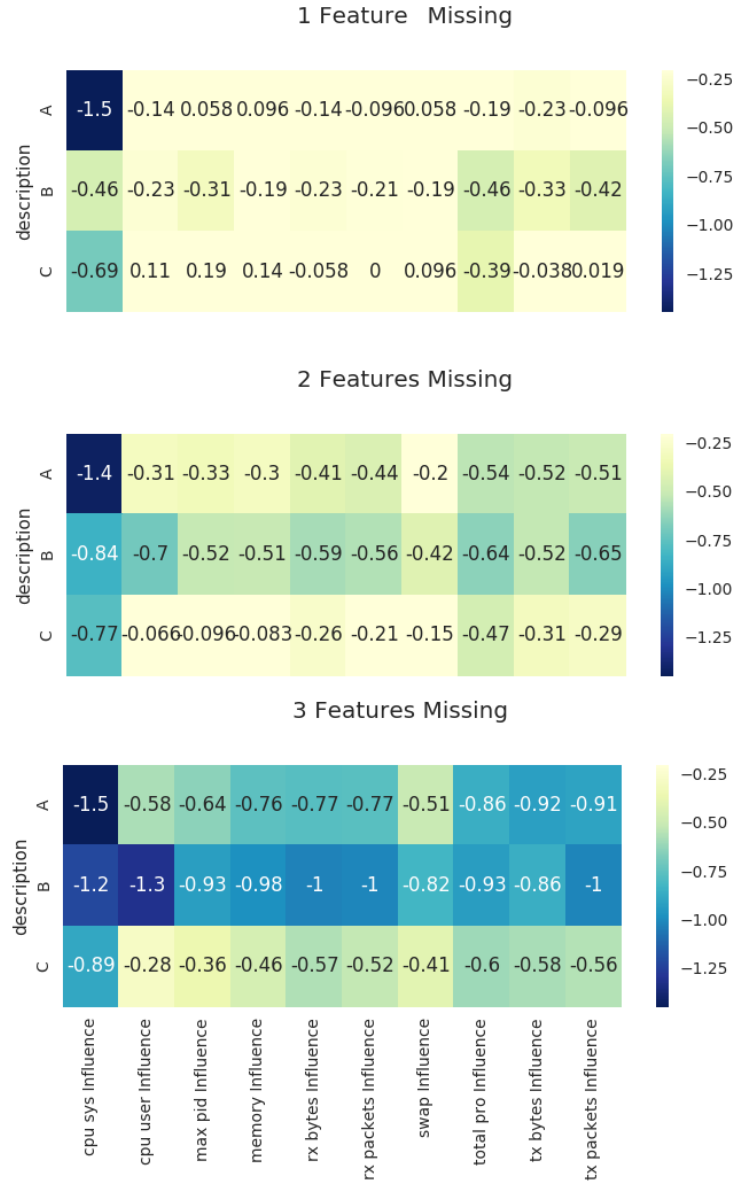 1 Feature Missing
A -1.5 -0.14 0.058 0.096 -0.14 -0.096 0.058 -0.19 -0.23 -0.096
B -0.46 -0.23 -0.31 -0.19 -0.23 -0.21 -0.19 -0.46 -0.33 -0.42
C -0.69 0.11 0.19 0.14 -0.058 0 0.096 -0.39 -0.038 0.019
description
−0.25
−0.50
−0.75
−1.00
−1.25
2 Features Missing
A -1.4 -0.31 -0.33 -0.3 -0.41 -0.44 -0.2 -0.54 -0.52 -0.51
B -0.84 -0.7 -0.52 -0.51 -0.59 -0.56 -0.42 -0.64 -0.52 -0.65
C -0.77 -0.066 -0.096 -0.083 -0.26 -0.21 -0.15 -0.47 -0.31 -0.29
description
−0.25
−0.50
−0.75
−1.00
−1.25
3 Features Missing
A -1.5 -0.58 -0.64 -0.76 -0.77 -0.77 -0.51 -0.86 -0.92 -0.91
B -1.2 -1.3 -0.93 -0.98 -1 -1 -0.82 -0.93 -0.86 -1
C -0.89 -0.28 -0.36 -0.46 -0.57 -0.52 -0.41 -0.6 -0.58 -0.56
description
−0.25
−0.50
−0.75
−1.00
−1.25
cpu sys Influence
cpu user Influence
max pid Influence
memory Influence
rx bytes Influence
rx packets Influence
swap Influence
total pro Influence
tx bytes Influence
tx packets Influence